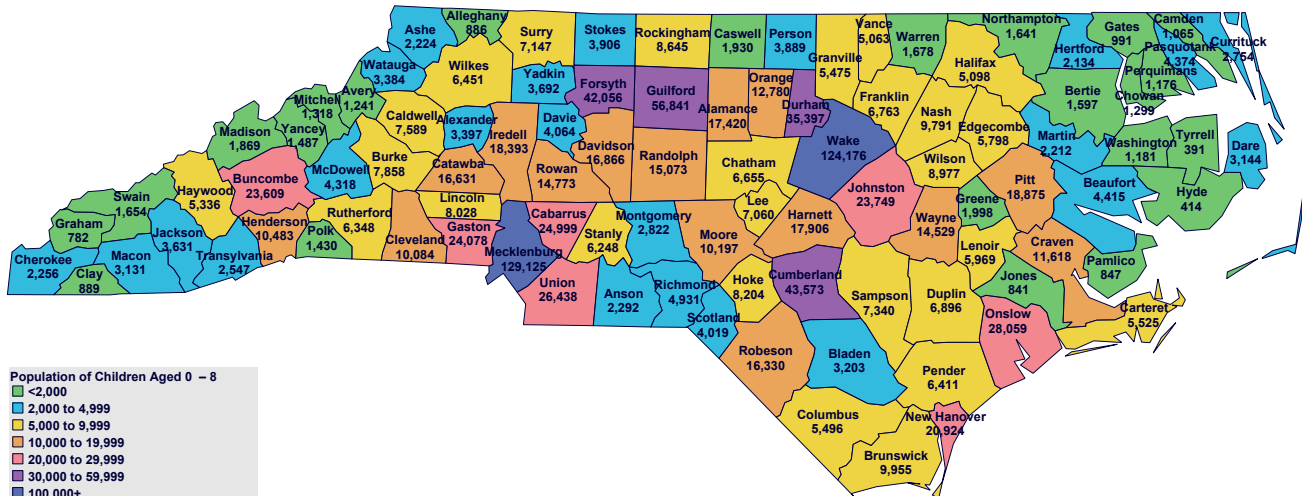 Ashe
2,224
Alleghany
886
Surry
7,147
Stokes
3,906
Rockingham
8,645
Caswell
1,930
Person
3,889
Granville
5,475
Vance
5,063
Warren
1,678
Northampton
1,641
Halifax
5,098
Hertford
2,134
Gates
991
Camden
1,065
Pasquotank
4,374
Currituck
2,754
Perquimans
1,176
Chowan
1,299
Bertie
1,597
Watauga
3,384
Wilkes
6,451
Yadkin
3,692
Forsyth
42,056
Guilford
56,841
Alamance
17,420
Orange
12,780
Durham
35,397
Franklin
6,763
Nash
9,791
Edgecombe
5,798
Martin
2,212
Washington
1,181
Tyrrell
391
Dare
3,144
Mitchell
1,318
Avery
1,241
Caldwell
7,589
Alexander
3,397
Iredell
18,393
Davie
4,064
Davidson
16,866
Randolph
15,073
Chatham
6,655
Wake
124,176
Wilson
8,977
Madison
1,869
Yancey
1,487
McDowell
4,318
Burke
7,858
Catawba
16,631
Rowan
14,773
Johnston
23,749
Pitt
18,875
Beaufort
4,415
Hyde
414
Haywood
5,336
Buncombe
23,609
Swain
1,654
Graham
782
Cherokee
2,256
Clay
889
Macon
3,131
Jackson
3,631
Transylvania
2,547
Henderson
10,483
Polk
1,430
Rutherford
6,348
Cleveland
10,084
Lincoln
8.028
Gaston
24,078
Mecklenburg
129,125
Cabarrus
24,999
Stanly
6,248
Montgomery
2,822
Moore
10,197
Lee
7,060
Harnett
17,906
Wayne
14,529
Greene
1,998
Lenoir
5,969
Craven
11,618
Pamlico
847
Jones
841
Union
26,438
Anson
2,292
Richmond
4,931
Scotland
4,019
Hoke
8,204
Cumberland
43,573
Sampson
7,340
Duplin
6,896
Onslow
28,059
Carteret
5,525
Robeson
16,330
Bladen
3,203
Pender
6,411
Columbus
5,496
New Hanover
20,924
Brunswick
9,955
Population of Children Aged 0 – 8
<2,000
2,000 to 4,999
5,000 to 9,999
10,000 to 19,999
20,000 to 29,999
30,000 to 59,999
100,000+